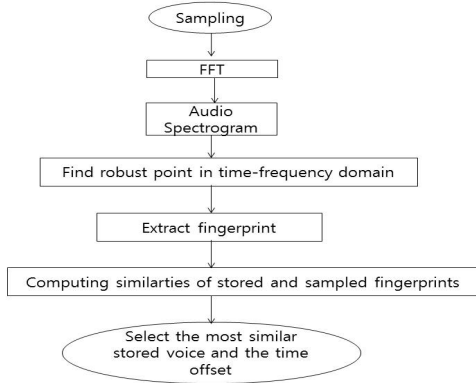 Sampling
FFT
Audio
Spectrogram
Find robust point in time-frequency domain
Extract fingerprint
Computing similarties of stored and sampled fingerprints
Select the most similar
stored voice and the time
offset